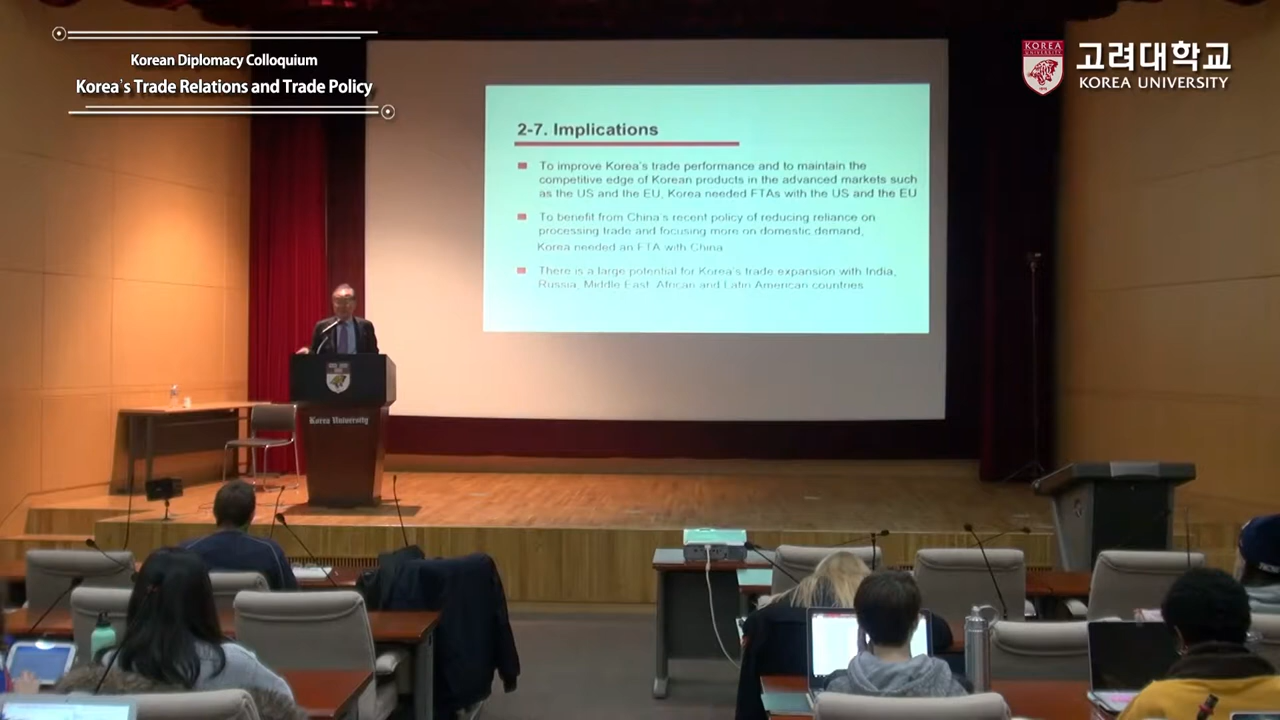 Korean Diplomacy Colloquium
Korea's Trade Relations and Trade Policy
KOREA
고려대학교
KOREA UNIVERSITY
2-7. Implications
To improve Korea's trade performance and to maintain the
competitive edge of Korean products in the advanced markets such
as the US and the EU, Korea needed FTAs with the US and the EU
To benefit from China's recent policy of reducing reliance on
processing trade and focusing more on domestic demand,
Korea needed an FTA with China
There is a large potential for Korea's trade expansion with India,
Russia, Middle East, African and Latin American countries
Korea University